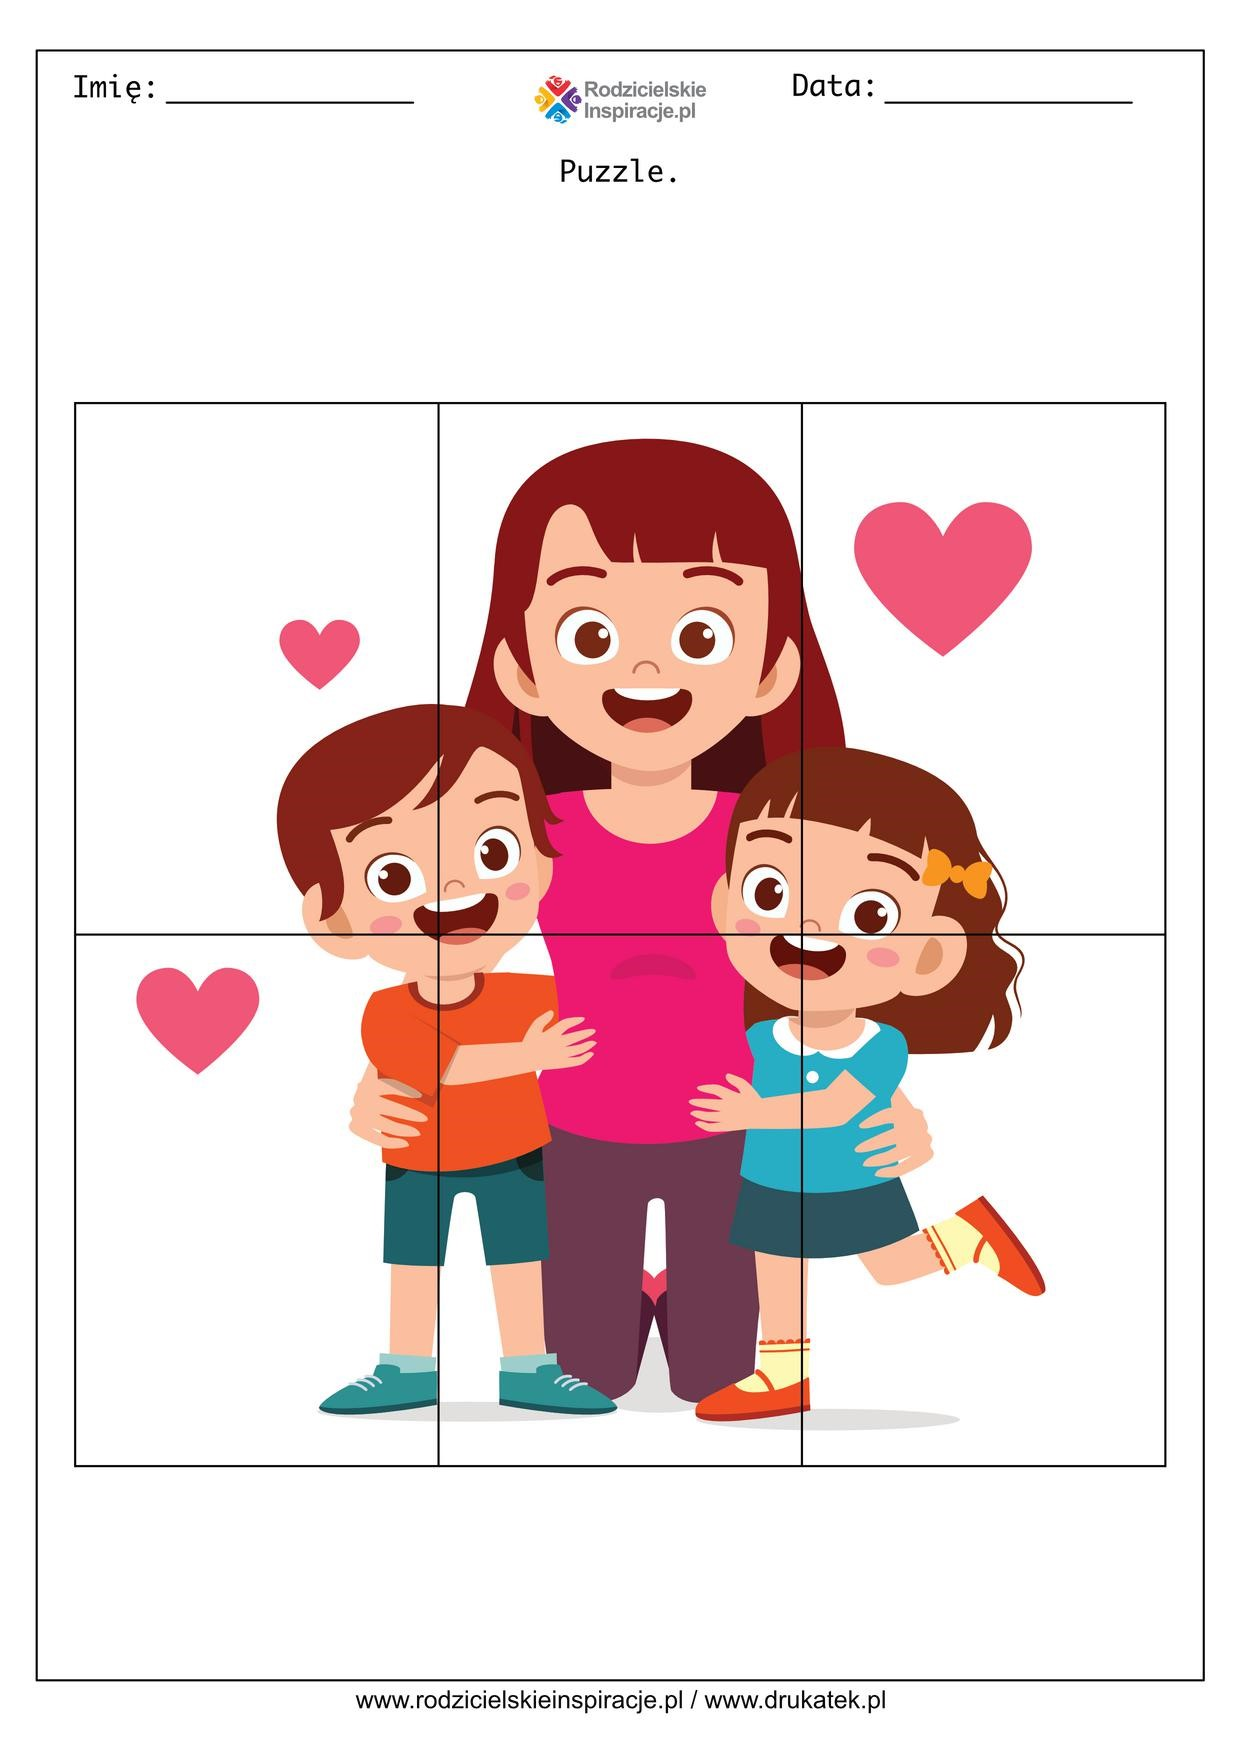 Imię: Rodzicielskie Data:
Inspiracje.pl
Puzzle.
www.rodzicielskieinspiracje.pl / www.drukatek.pl